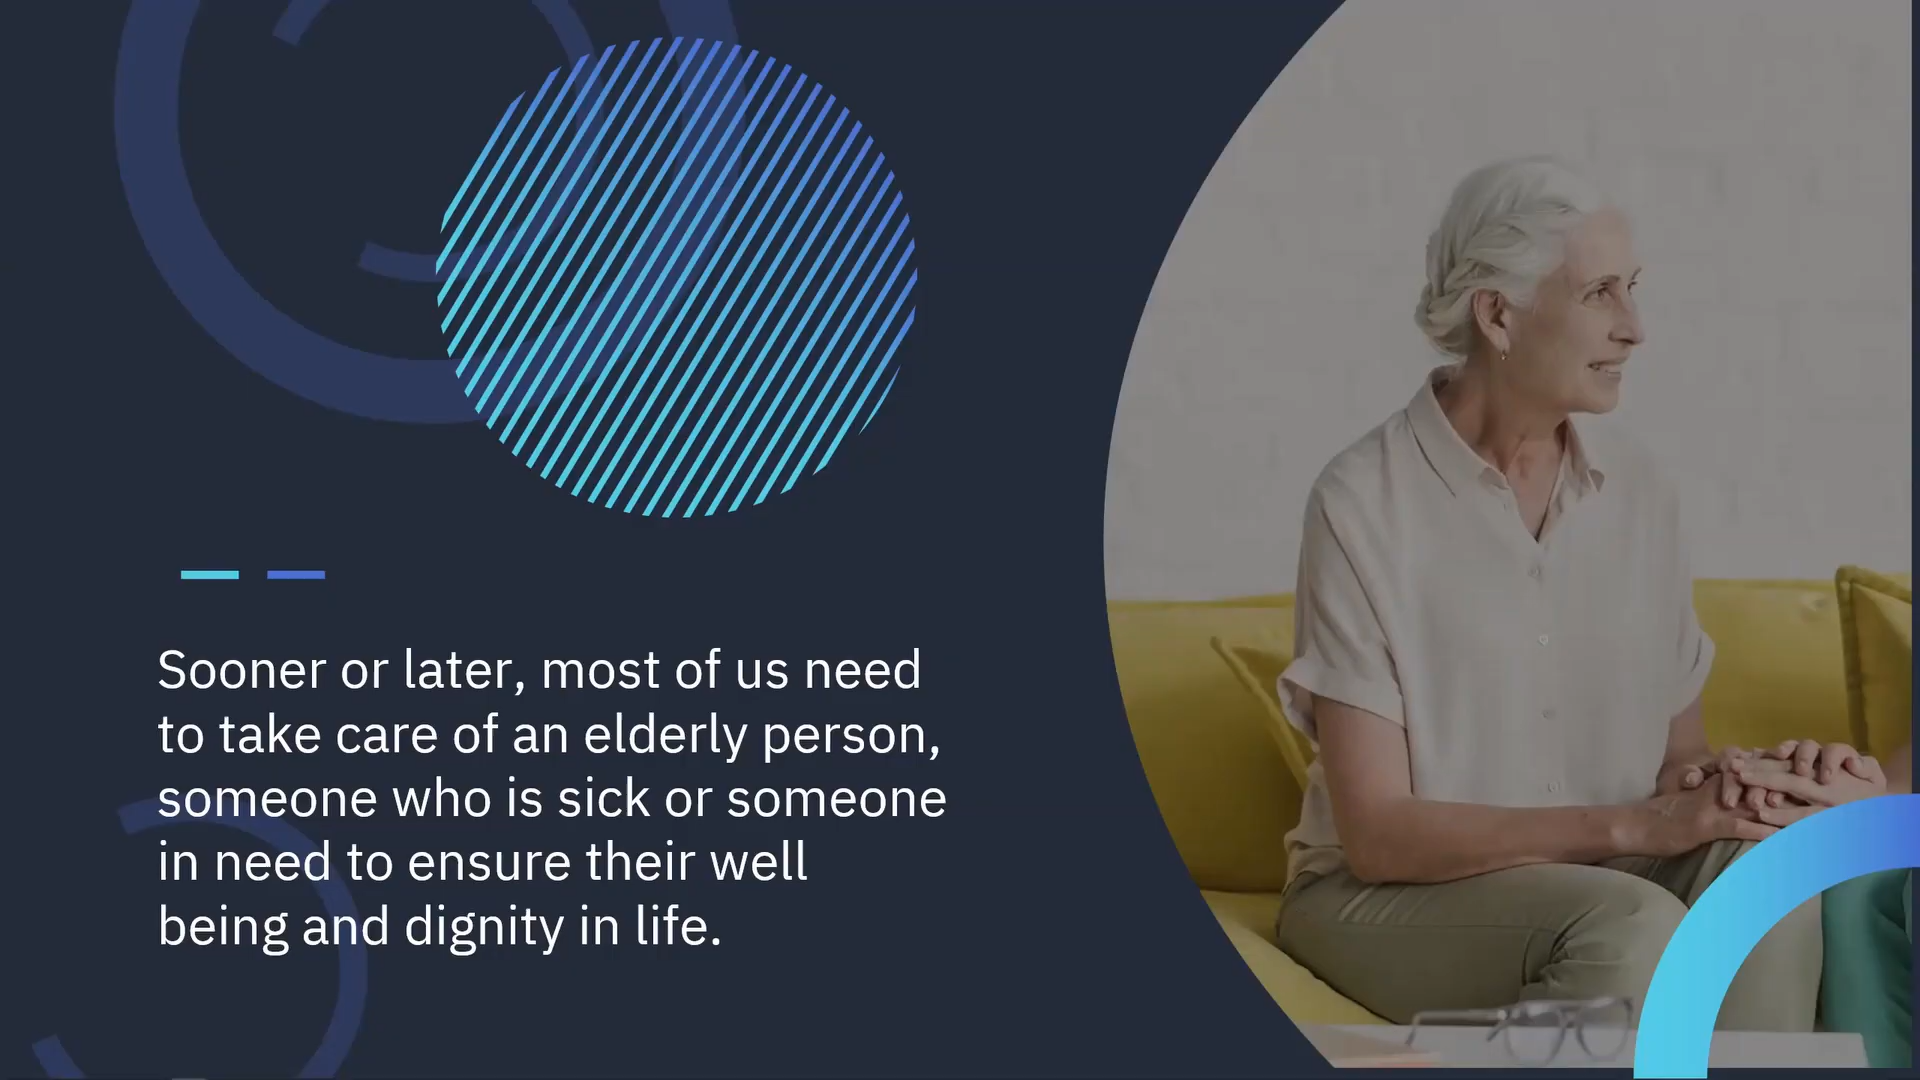 Sooner or later, most of us need
to take care of an elderly person,
someone who is sick or someone
in need to ensure their well
being and dignity in life.